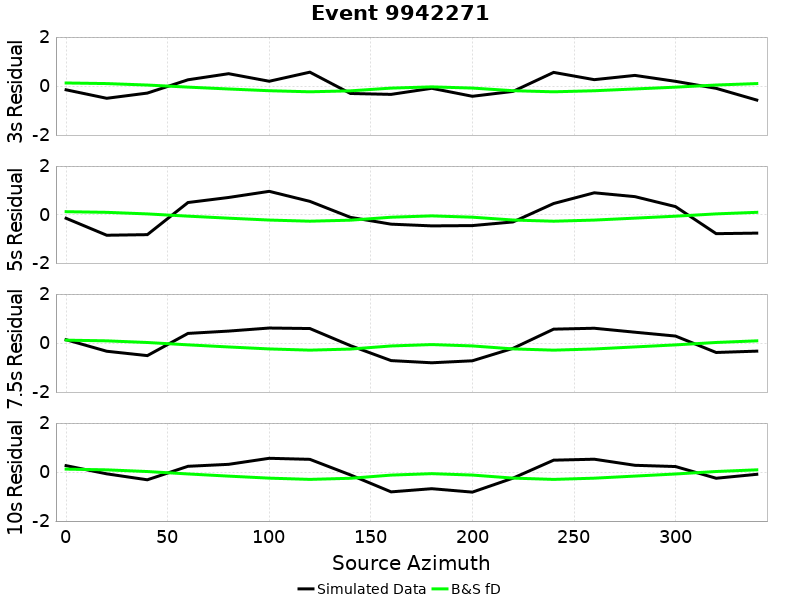 Event 9942271
3s Residual
2
0
-2
5s Residual
2
0
-2
7.5s Residual
2
0
-2
10s Residual
2
0
-2
0 50 100 150 200 250 300
Source Azimuth
Simulated Data B&S fD